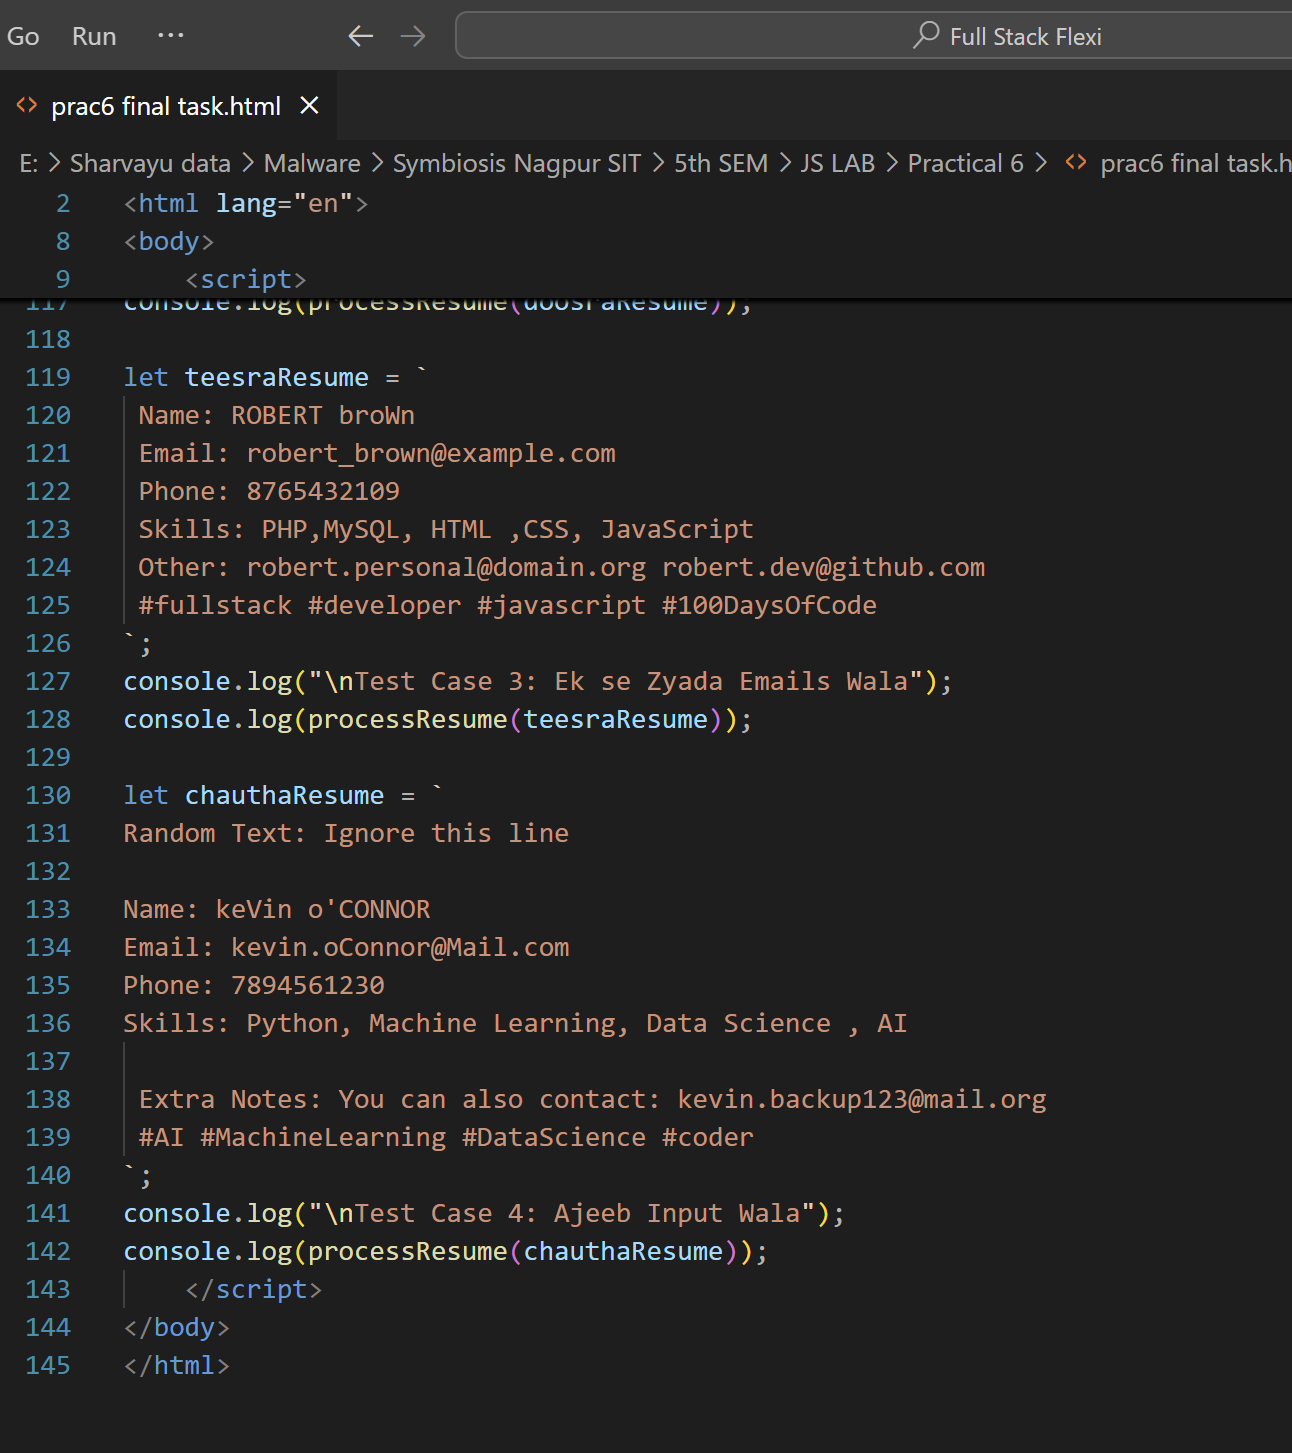 Go Run ··· ← → Full Stack Flexi
<> prac6 final task.html ×
E: > Sharvayu data > Malware > Symbiosis Nagpur SIT > 5th SEM > JS LAB > Practical 6 > <> prac6 final task.h
2 <html lang="en">
8 <body>
9 <script>
117 console.log(processResume(doosraResume));
118
119 let teesraResume = `
120 Name: ROBERT broWn
121 Email: robert_brown@example.com
122 Phone: 8765432109
123 Skills: PHP,MySQL, HTML ,CSS, JavaScript
124 Other: robert.personal@domain.org robert.dev@github.com
125 #fullstack #developer #javascript #100DaysOfCode
126 `;
127 console.log("\nTest Case 3: Ek se Zyada Emails Wala");
128 console.log(processResume(teesraResume));
129
130 let chauthaResume = `
131 Random Text: Ignore this line
132
133 Name: keVin o'CONNOR
134 Email: kevin.oConnor@Mail.com
135 Phone: 7894561230
136 Skills: Python, Machine Learning, Data Science , AI
137
138 Extra Notes: You can also contact: kevin.backup123@mail.org
139 #AI #MachineLearning #DataScience #coder
140 `;
141 console.log("\nTest Case 4: Ajeeb Input Wala");
142 console.log(processResume(chauthaResume));
143 </script>
144 </body>
145 </html>